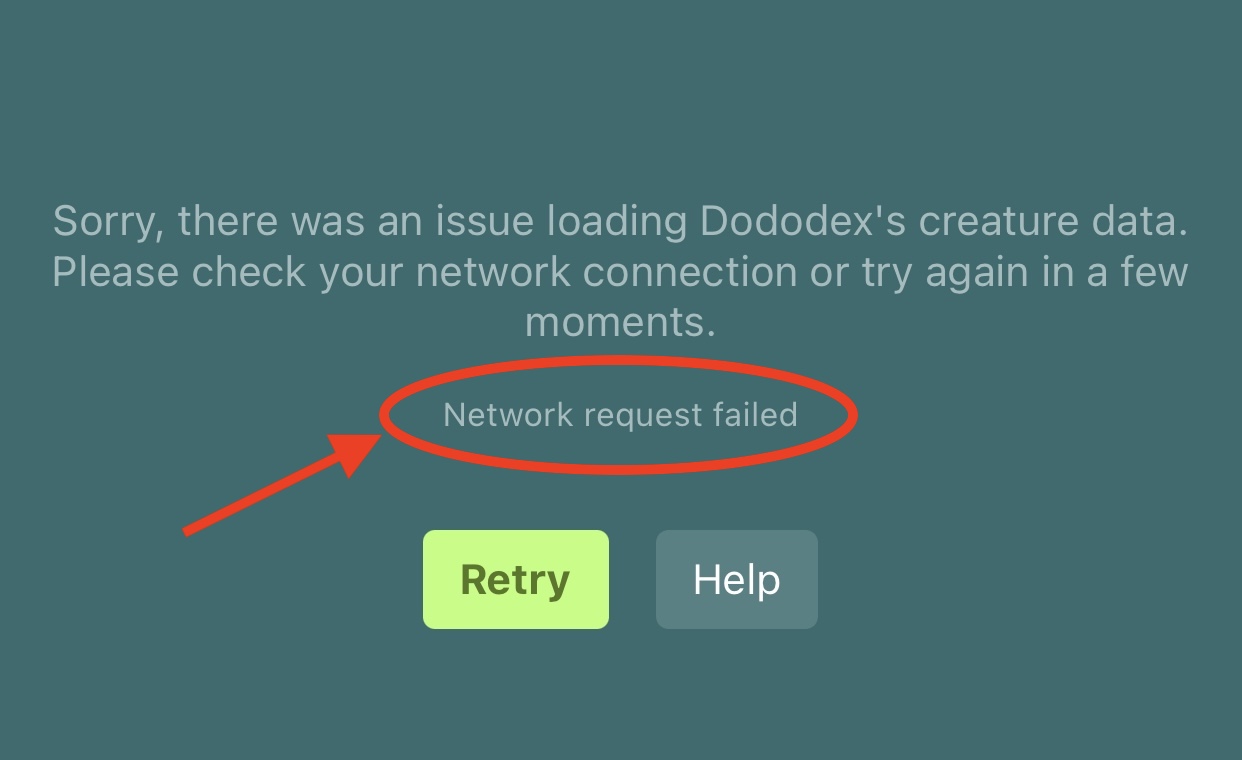 Sorry, there was an issue loading Dododex's creature data.
Please check your network connection or try again in a few
moments.
Network request failed
Retry
Help